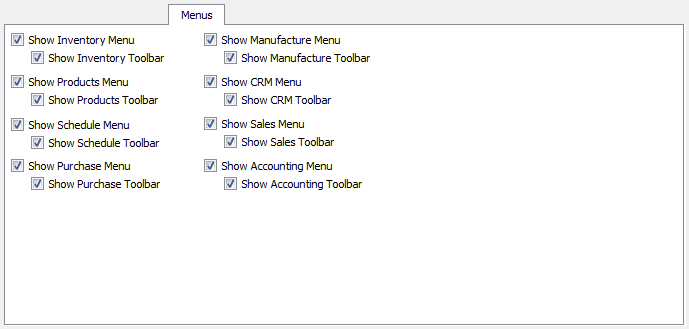 Menus
Show Inventory Menu
Show Inventory Toolbar
Show Products Menu
Show Products Toolbar
Show Schedule Menu
Show Schedule Toolbar
Show Purchase Menu
Show Purchase Toolbar
Show Manufacture Menu
Show Manufacture Toolbar
Show CRM Menu
Show CRM Toolbar
Show Sales Menu
Show Sales Toolbar
Show Accounting Menu
Show Accounting Toolbar